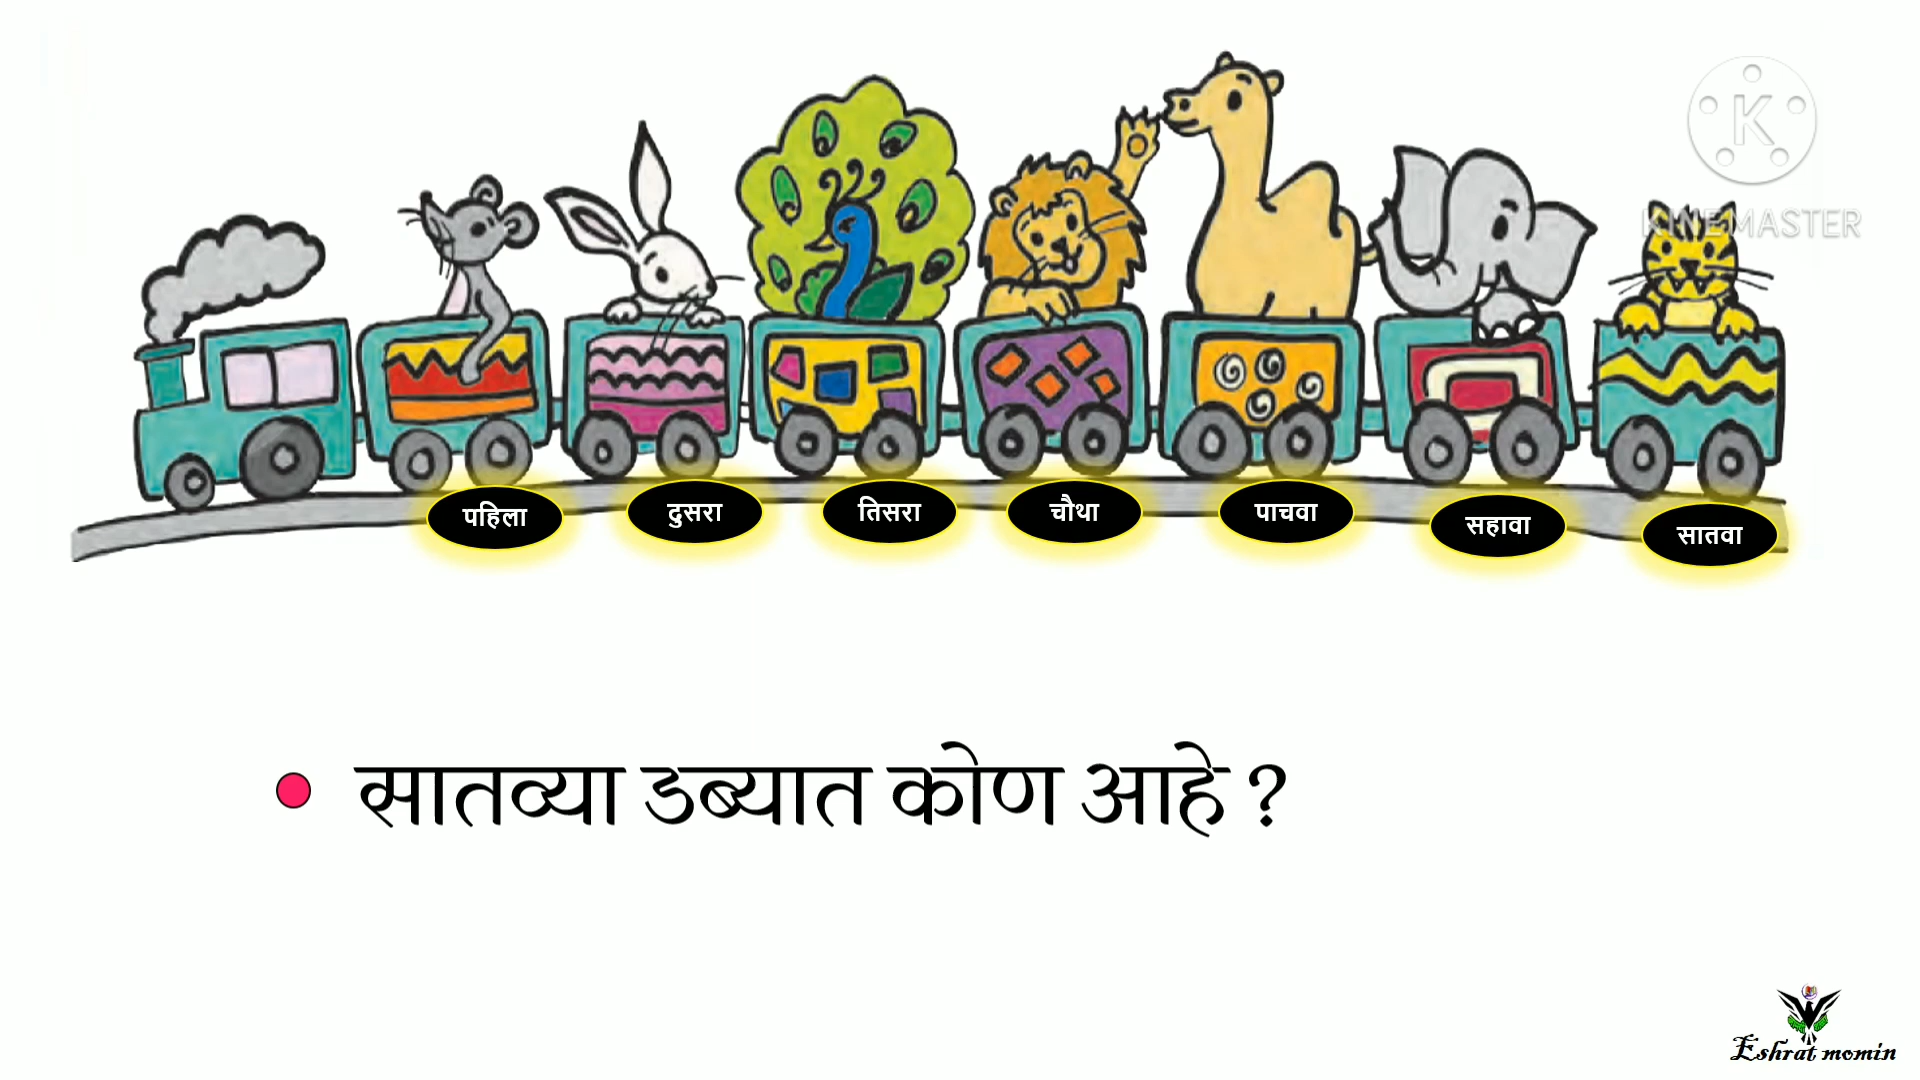 K
KINEMASTER
पहिला
दुसरा
तिसरा
चौथा
पाचवा
सहावा
सातवा
सातव्या डब्यात कोण आहे ?
Eshrat momin